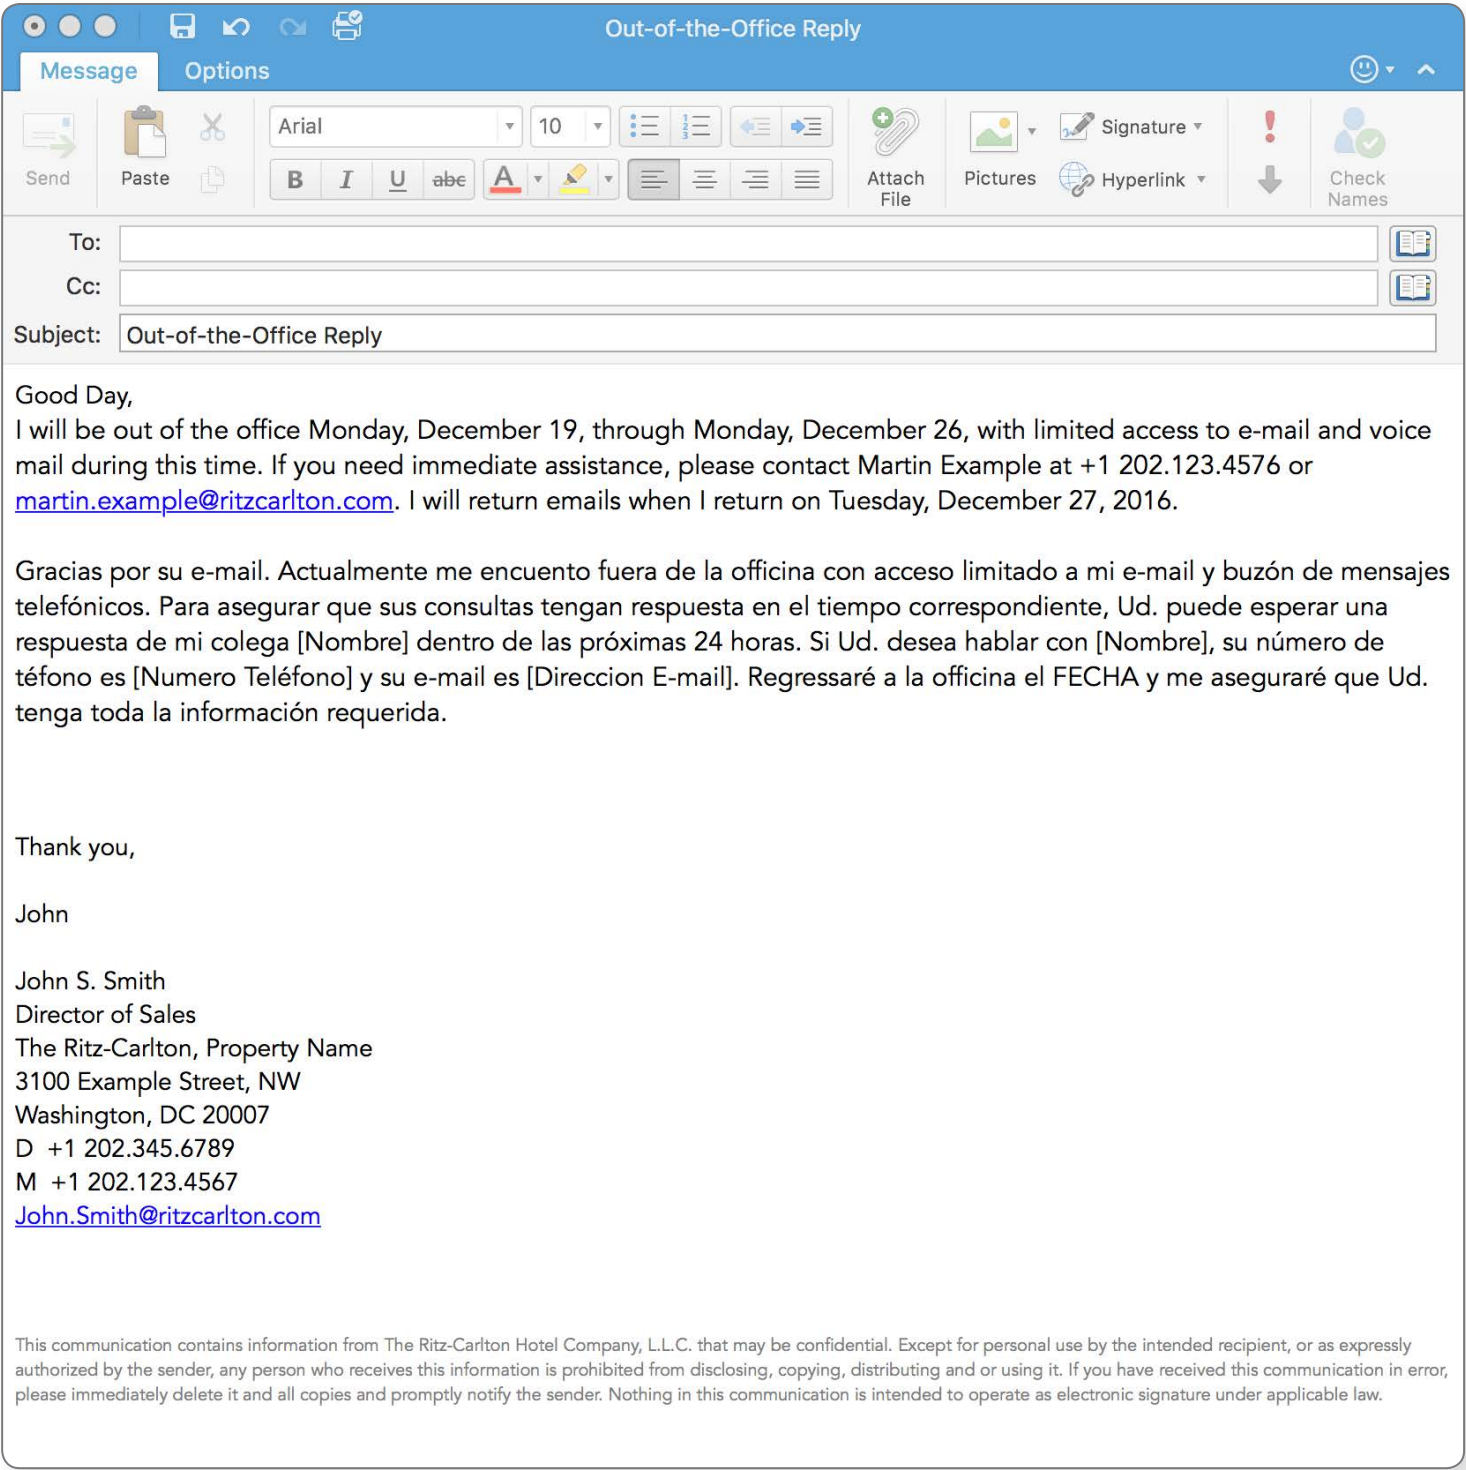 Out-of-the-Office Reply
Message
Options
Send
Paste
Arial
10
B I U abc A
Attach
File
Pictures
Signature
Hyperlink
Check
Names
To:
Cc:
Subject: Out-of-the-Office Reply
Good Day,
I will be out of the office Monday, December 19, through Monday, December 26, with limited access to e-mail and voice
mail during this time. If you need immediate assistance, please contact Martin Example at +1 202.123.4576 or
martin.example@ritzcarlton.com. I will return emails when I return on Tuesday, December 27, 2016.
Gracias por su e-mail. Actualmente me encuento fuera de la officina con acceso limitado a mi e-mail y buzón de mensajes
telefónicos. Para asegurar que sus consultas tengan respuesta en el tiempo correspondiente, Ud. puede esperar una
respuesta de mi colega [Nombre] dentro de las próximas 24 horas. Si Ud. desea hablar con [Nombre], su número de
téfono es [Numero Teléfono] y su e-mail es [Direccion E-mail]. Regressaré a la officina el FECHA y me aseguraré que Ud.
tenga toda la información requerida.
Thank you,
John
John S. Smith
Director of Sales
The Ritz-Carlton, Property Name
3100 Example Street, NW
Washington, DC 20007
D +1 202.345.6789
M +1 202.123.4567
John.Smith@ritzcarlton.com
This communication contains information from The Ritz-Carlton Hotel Company, L.L.C. that may be confidential. Except for personal use by the intended recipient, or as expressly
authorized by the sender, any person who receives this information is prohibited from disclosing, copying, distributing and or using it. If you have received this communication in error,
please immediately delete it and all copies and promptly notify the sender. Nothing in this communication is intended to operate as electronic signature under applicable law.